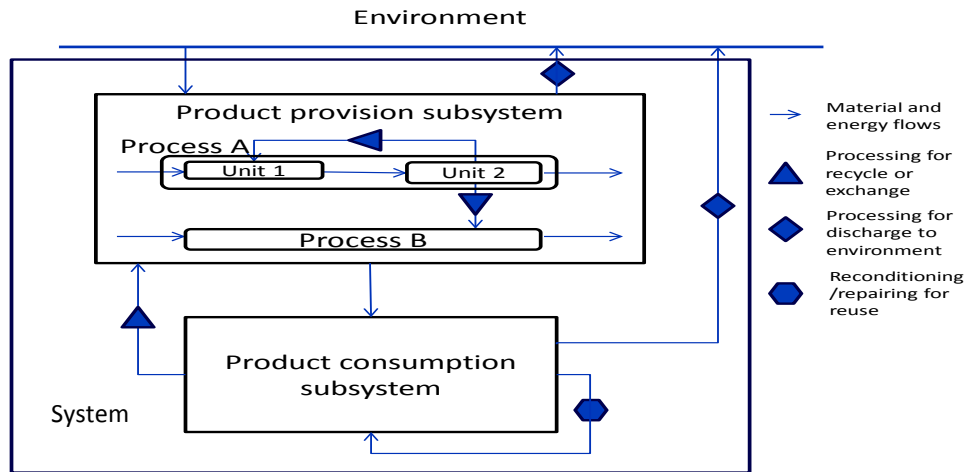 Environment
Product provision subsystem
Process A
Unit 1
Unit 2
Process B
Product consumption
subsystem
System
Material and
energy flows
Processing for
recycle or
exchange
Processing for
discharge to
environment
Reconditioning
/repairing for
reuse